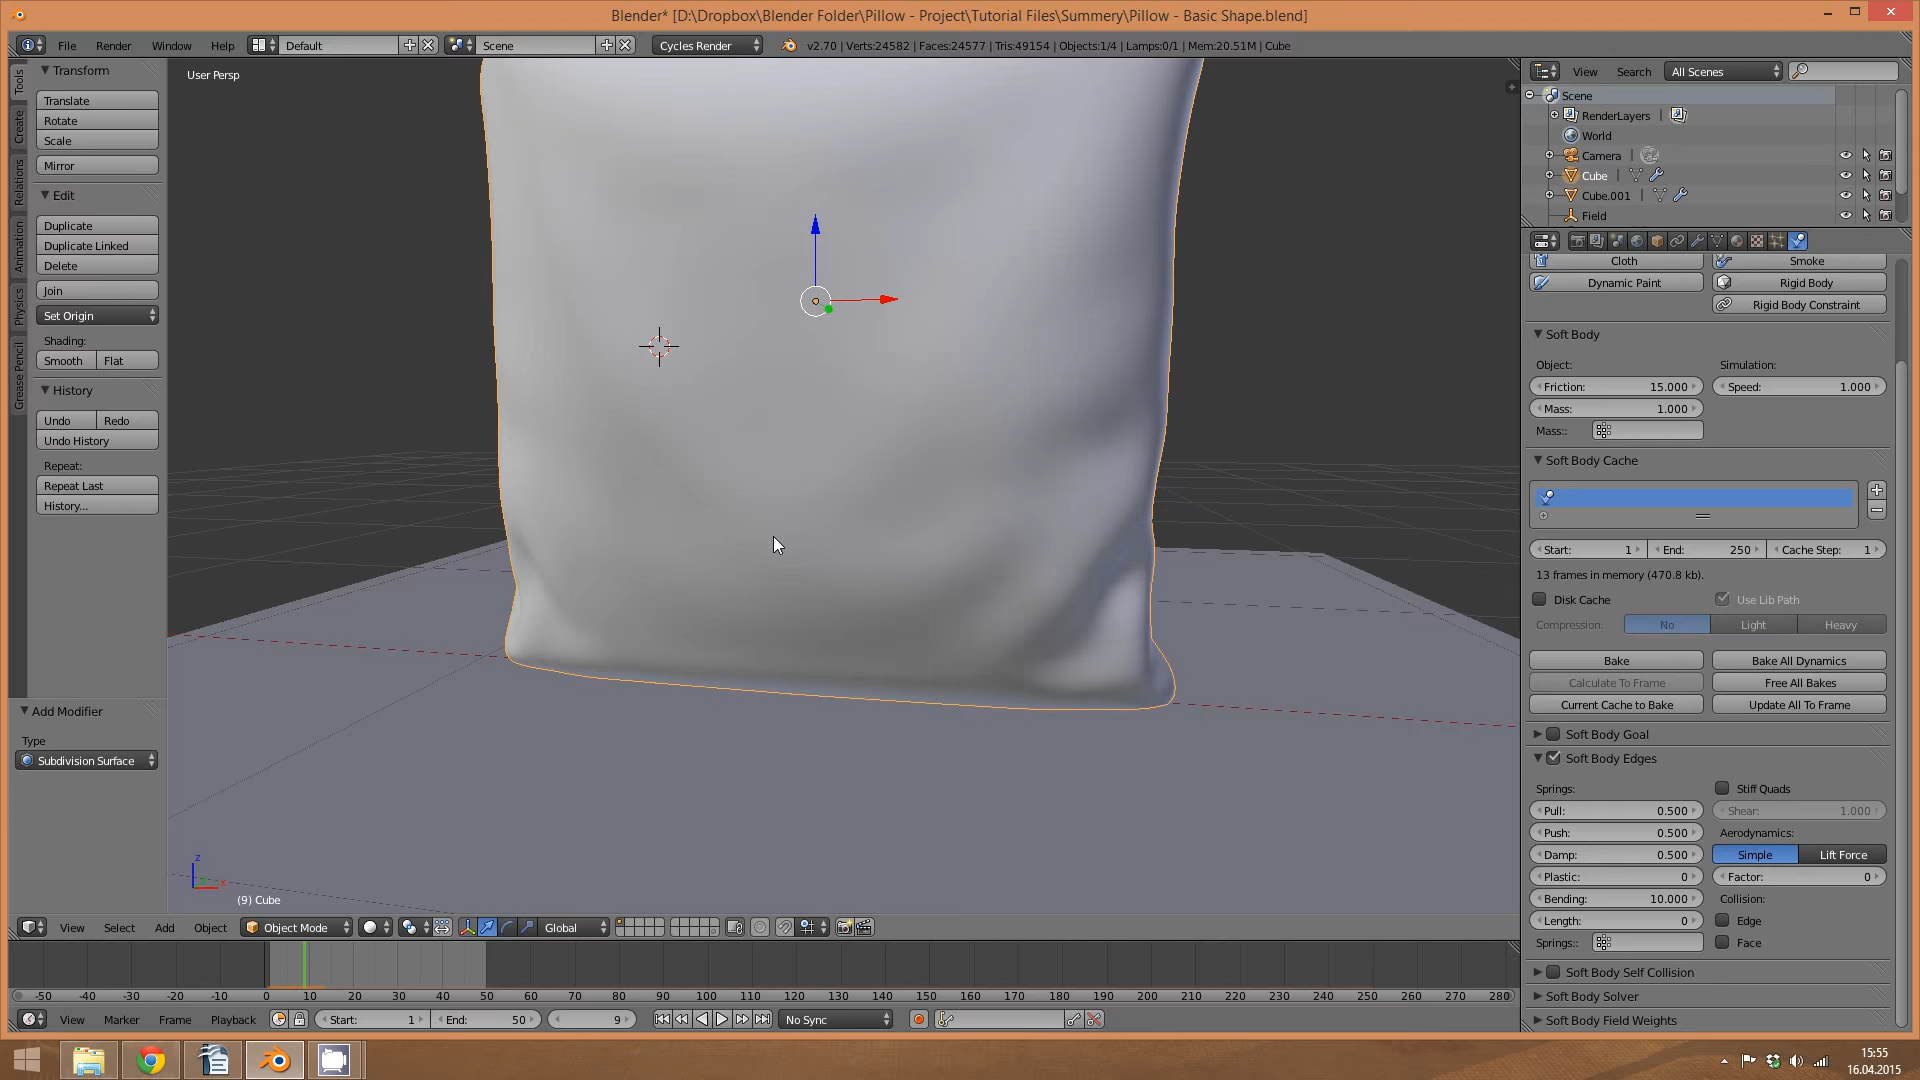 Blender* [D:\Dropbox\Blender Folder\Pillow - Project\Tutorial Files\Summery\Pillow - Basic Shape.blend]
File Render Window Help Default Scene Cycles Render v2.70 | Verts:24582 | Faces:24577 | Tris:49154 | Objects:1/4 | Lamps:0/1 | Mem:20.51M | Cube
Tools
Create
Relations
Animation
Physics
Grease Pencil
Transform
Translate
Rotate
Scale
Mirror
Edit
Duplicate
Duplicate Linked
Delete
Join
Set Origin
Shading:
Smooth Flat
History
Undo Redo
Undo History
Repeat:
Repeat Last
History...
Add Modifier
Type
Subdivision Surface
User Persp
z
x
(9) Cube
View Select Add Object Object Mode Global
-50 -40 -30 -20 -10 0 10 20 30 40 50 60 70 80 90 100 110 120 130 140 150 160 170 180 190 200 210 220 230 240 250 260 270 280
View Marker Frame Playback Start: 1 End: 50 9 No Sync
View Search All Scenes
Scene
RenderLayers |
World
Camera |
Cube |
Cube.001 |
Field
Cloth Smoke
Dynamic Paint Rigid Body
Rigid Body Constraint
Soft Body
Object: Simulation:
Friction: 15.000 Speed: 1.000
Mass: 1.000
Mass::
Soft Body Cache
Start: 1 End: 250 Cache Step: 1
13 frames in memory (470.8 kb).
Disk Cache Use Lib Path
Compression: No Light Heavy
Bake Bake All Dynamics
Calculate To Frame Free All Bakes
Current Cache to Bake Update All To Frame
Soft Body Goal
Soft Body Edges
Springs: Stiff Quads
Pull: 0.500 Shear: 1.000
Push: 0.500 Aerodynamics:
Damp: 0.500 Simple Lift Force
Plastic: 0 Factor: 0
Bending: 10.000 Collision:
Length: 0 Edge
Springs:: Face
Soft Body Self Collision
Soft Body Solver
Soft Body Field Weights
15:55
16.04.2015